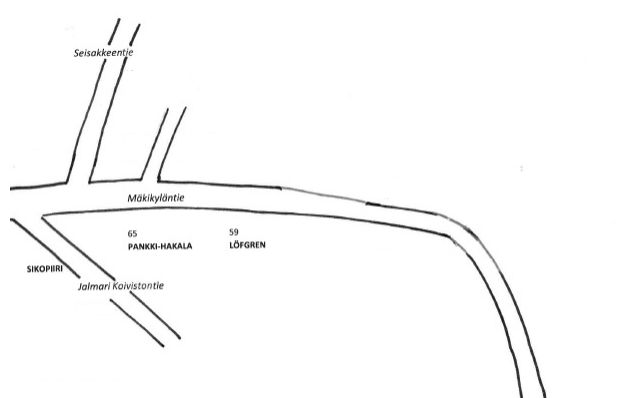 Seisakkeentie
Mäkikyläntie
65
PANKKI-HAKALA
59
LÖFGREN
SIKOPIIRI
Jalmari Koivistontie